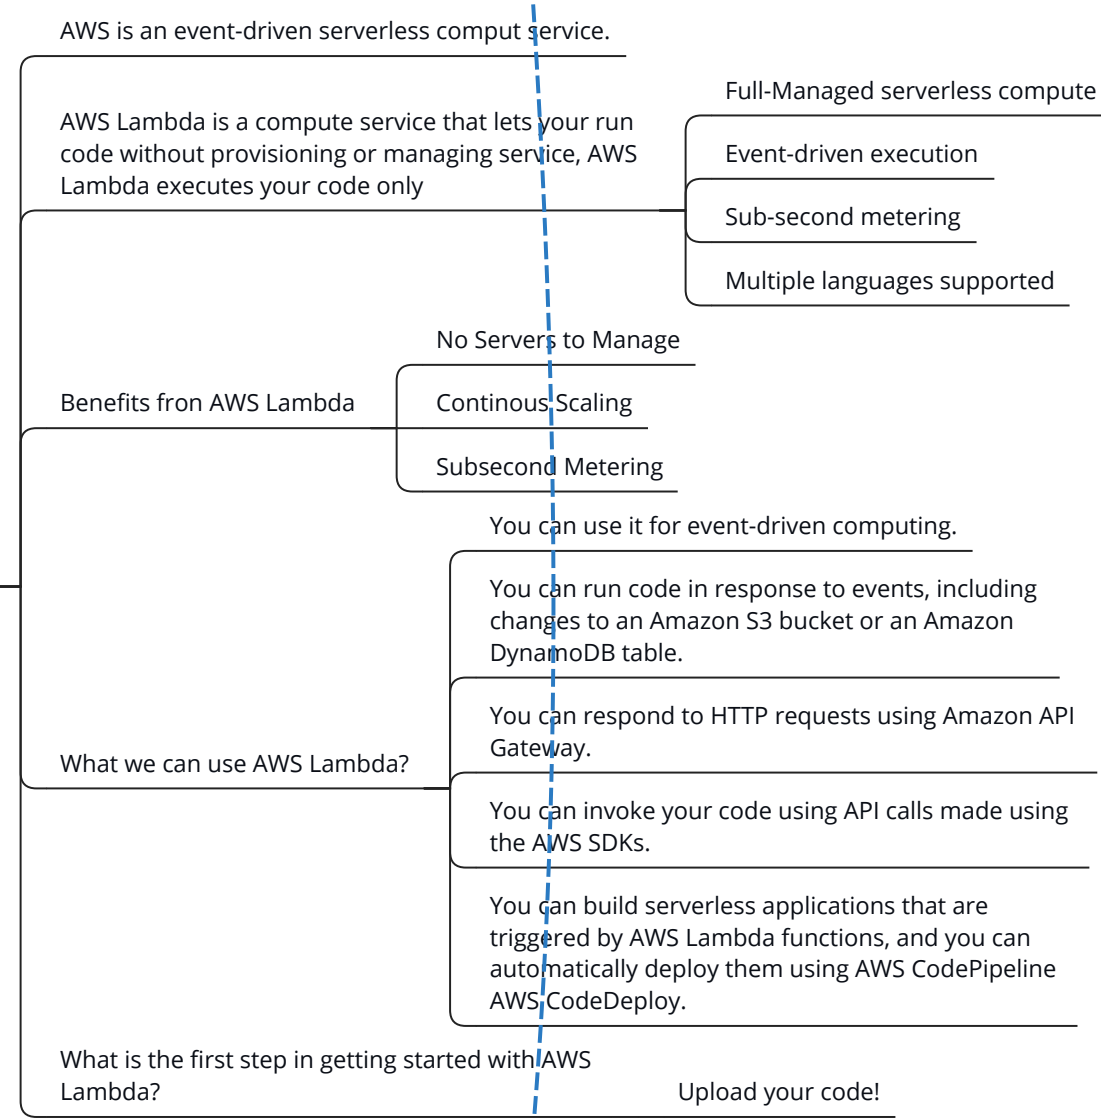 AWS is an event-driven serverless comput service.
AWS Lambda is a compute service that lets your run
code without provisioning or managing service, AWS
Lambda executes your code only
Full-Managed serverless compute
Event-driven execution
Sub-second metering
Multiple languages supported
Benefits fron AWS Lambda
No Servers to Manage
Continous Scaling
Subsecond Metering
What we can use AWS Lambda?
You can use it for event-driven computing.
You can run code in response to events, including
changes to an Amazon S3 bucket or an Amazon
DynamoDB table.
You can respond to HTTP requests using Amazon API
Gateway.
You can invoke your code using API calls made using
the AWS SDKs.
You can build serverless applications that are
triggered by AWS Lambda functions, and you can
automatically deploy them using AWS CodePipeline
AWS CodeDeploy.
What is the first step in getting started with AWS
Lambda?
Upload your code!